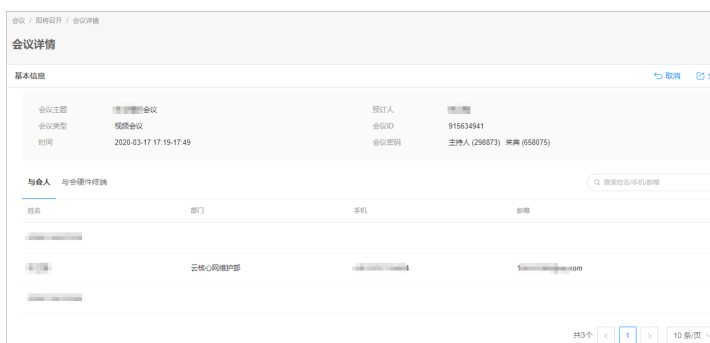 会议 / 即将召开 / 会议详情
会议详情
基本信息 取消
会议主题 会议 预订人
会议类型 视频会议 会议ID 915634941
时间 2020-03-17 17:19-17:49 会议密码 主持人 (298873) 来宾 (658075)
与会人 与会硬件终端 搜索姓名/手机/邮箱
姓名 部门 手机 邮箱
云核心网维护部 4 1 com
共3个 < 1 > 10 条/页